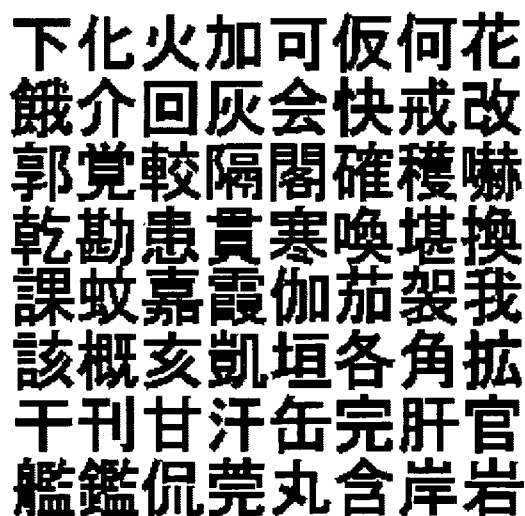 下化火加可仮何花
餓介回灰会快戒改
郭覚較隔閣確穫嚇
乾勘患貫寒喚堪換
課蚊嘉霞伽茄袈我
該概亥凱垣各角拡
干刊甘汗缶完肝官
艦鑑侃莞丸含岸岩